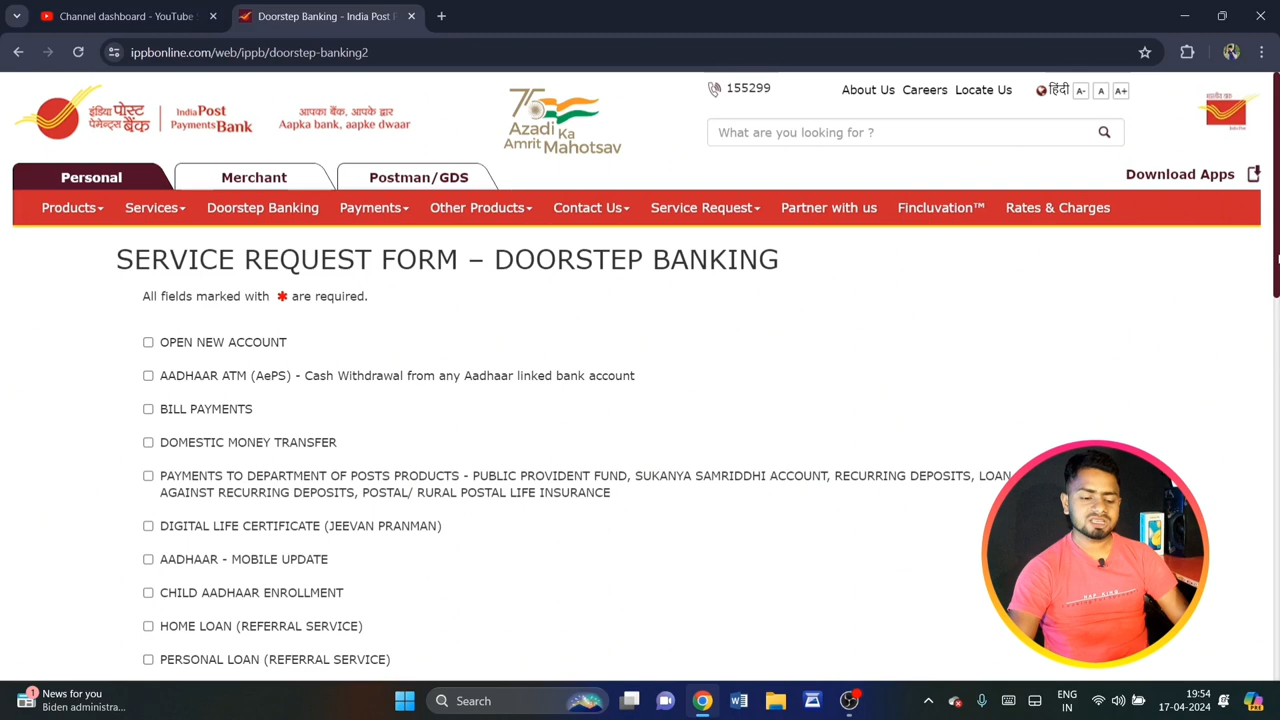 Channel dashboard - YouTube S
Doorstep Banking - India Post P
ippbonline.com/web/ippb/doorstep-banking2
इंडिया पोस्ट
पेमेन्ट्स बैंक
India Post
Payments Bank
आपका बैंक, आपके द्वार
Aapka bank, aapke dwaar
75
Azadi Ka
Amrit Mahotsav
155299
About Us Careers Locate Us
हिंदी A- A A+
What are you looking for ?
Personal
Merchant
Postman/GDS
Download Apps
Products Services Doorstep Banking Payments Other Products Contact Us Service Request Partner with us Fincluvation™ Rates & Charges
SERVICE REQUEST FORM – DOORSTEP BANKING
All fields marked with * are required.
OPEN NEW ACCOUNT
AADHAAR ATM (AePS) - Cash Withdrawal from any Aadhaar linked bank account
BILL PAYMENTS
DOMESTIC MONEY TRANSFER
PAYMENTS TO DEPARTMENT OF POSTS PRODUCTS - PUBLIC PROVIDENT FUND, SUKANYA SAMRIDDHI ACCOUNT, RECURRING DEPOSITS, LOAN
AGAINST RECURRING DEPOSITS, POSTAL/ RURAL POSTAL LIFE INSURANCE
DIGITAL LIFE CERTIFICATE (JEEVAN PRANMAN)
AADHAAR - MOBILE UPDATE
CHILD AADHAAR ENROLLMENT
HOME LOAN (REFERRAL SERVICE)
PERSONAL LOAN (REFERRAL SERVICE)
1
News for you
Biden administra...
Search
ENG
IN
19:54
17-04-2024